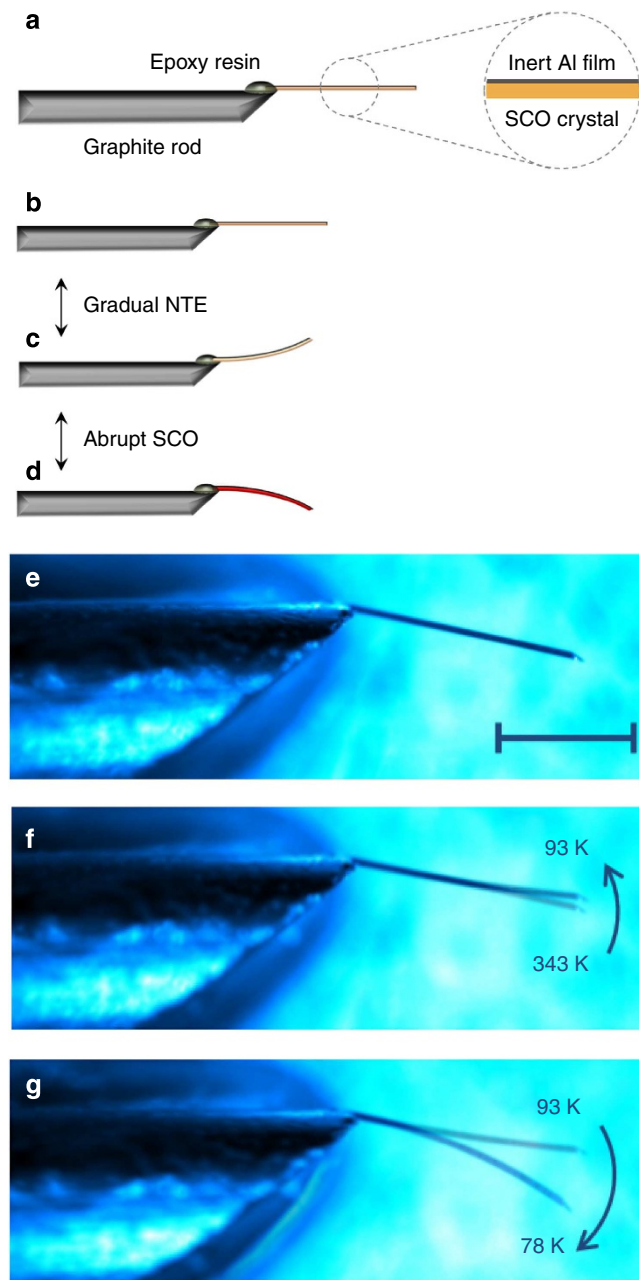 a
Epoxy resin
Inert Al film
SCO crystal
Graphite rod
b
Gradual NTE
c
Abrupt SCO
d
e
f
93 K
343 K
g
93 K
78 K